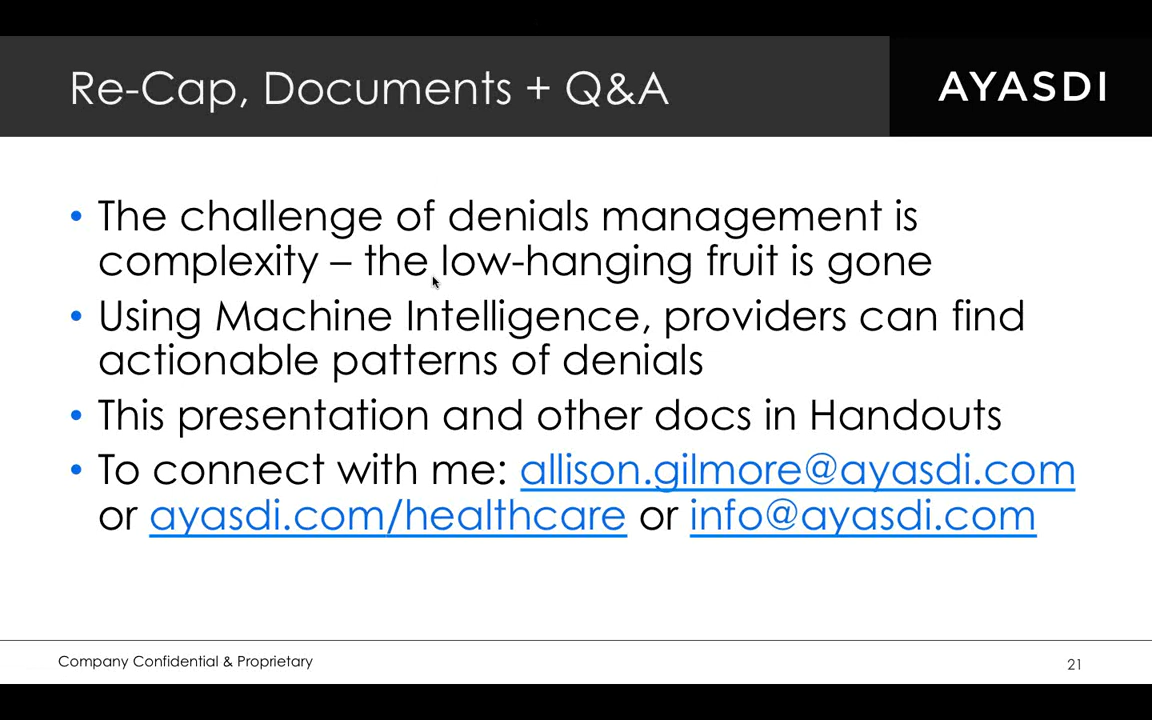 Re-Cap, Documents + Q&A
AYASDI
• The challenge of denials management is
complexity – the low-hanging fruit is gone
• Using Machine Intelligence, providers can find
actionable patterns of denials
• This presentation and other docs in Handouts
• To connect with me: allison.gilmore@ayasdi.com
or ayasdi.com/healthcare or info@ayasdi.com
Company Confidential & Proprietary
21